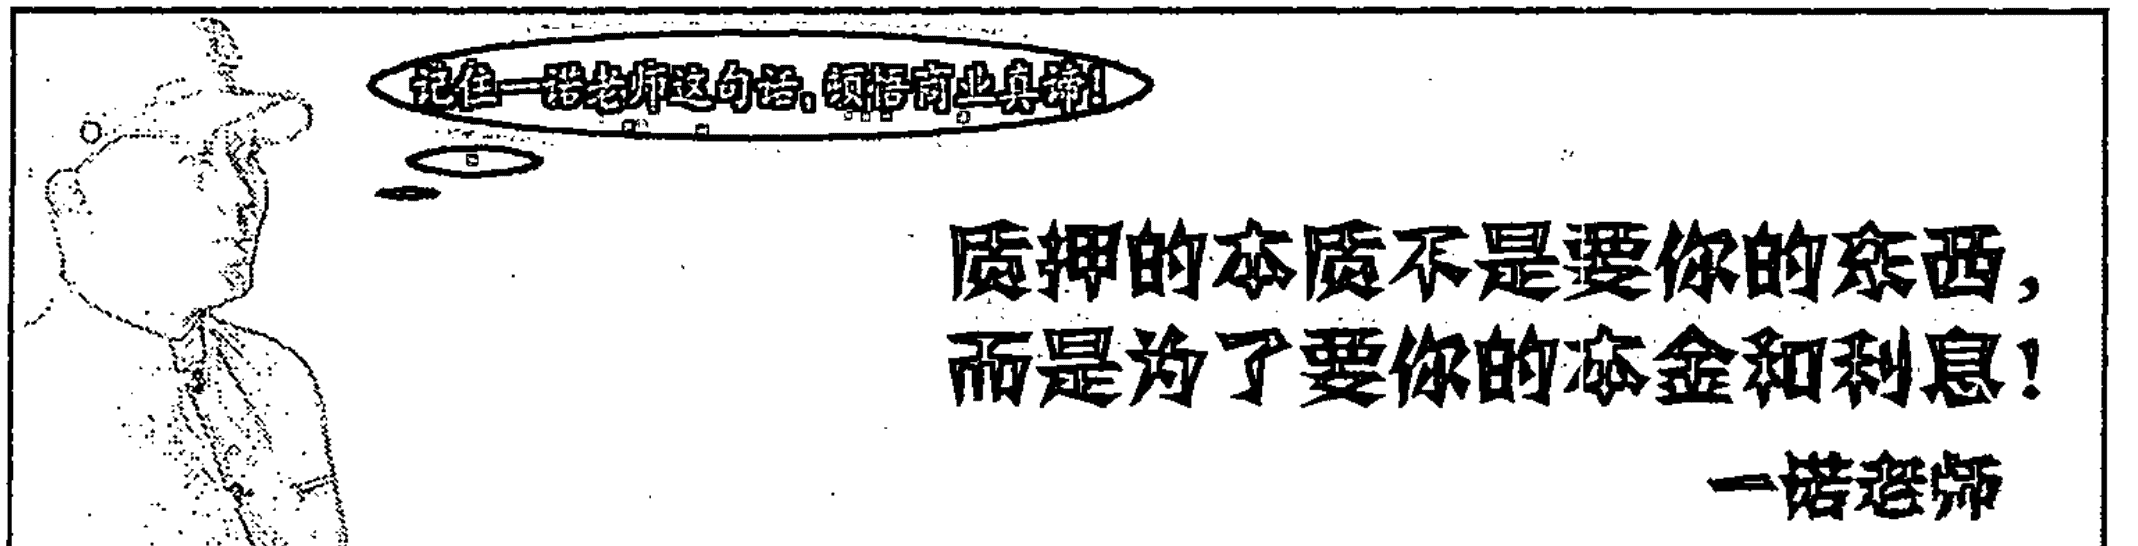 记住一诺老师这句话,领悟商业真谛!
质押的本质不是要你的东西,
而是为了要你的本金和利息!
一诺老师